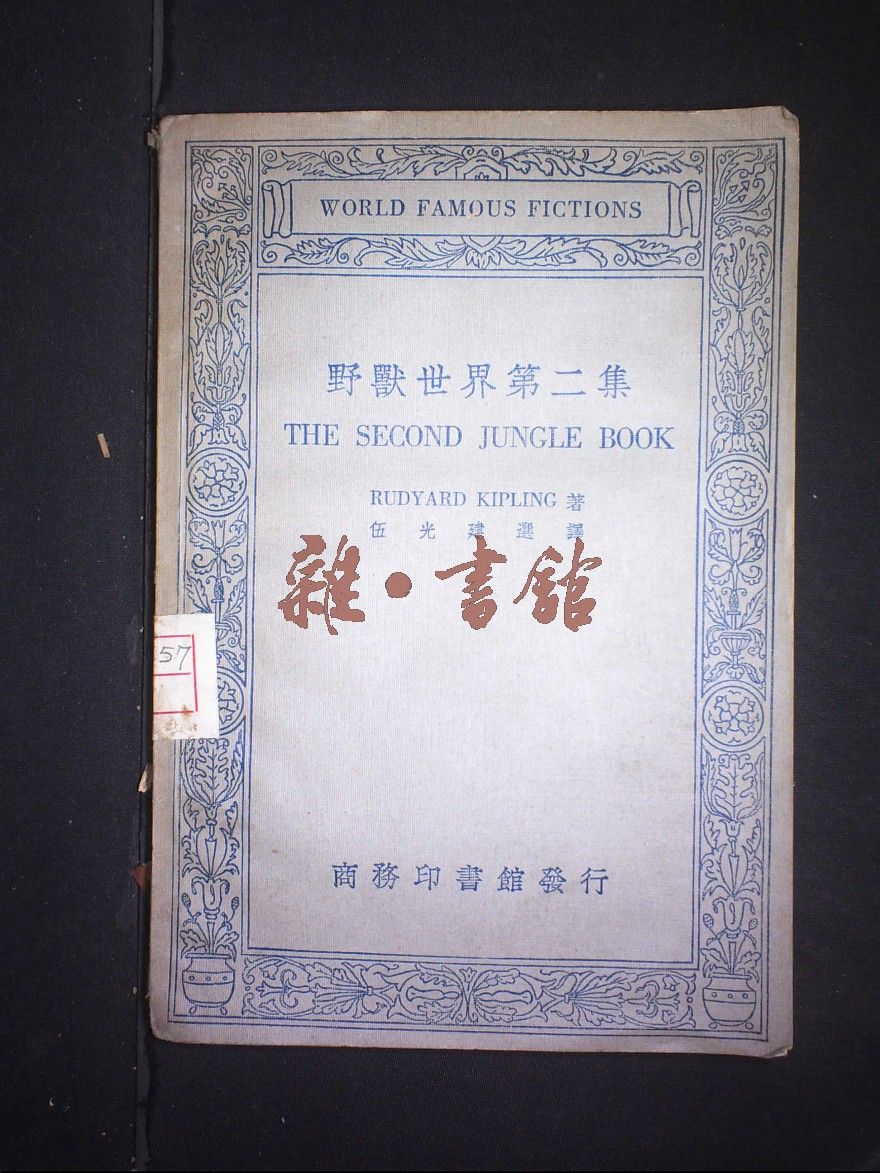 WORLD FAMOUS FICTIONS
野獸世界第二集
THE SECOND JUNGLE BOOK
RUDYARD KIPLING 著
伍光建選譯
雜·書館
57
商務印書館發行